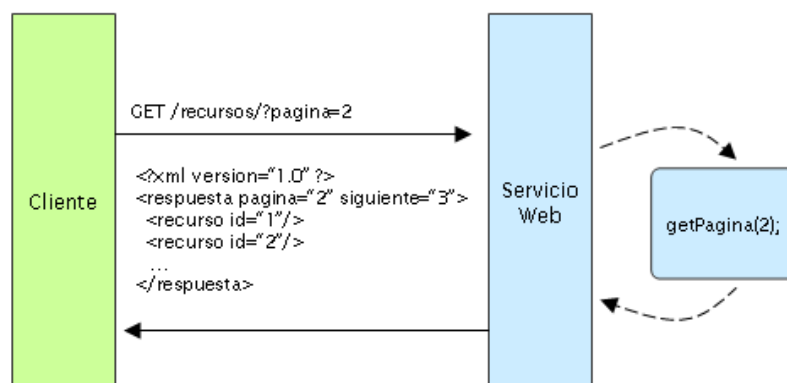 GET /recursos/?pagina=2
Cliente
<?xml version="1.0" ?>
<respuesta pagina="2" siguiente="3">
<recurso id="1"/>
<recurso id="2"/>
...
</respuesta>
Servicio
Web
getPagina(2);